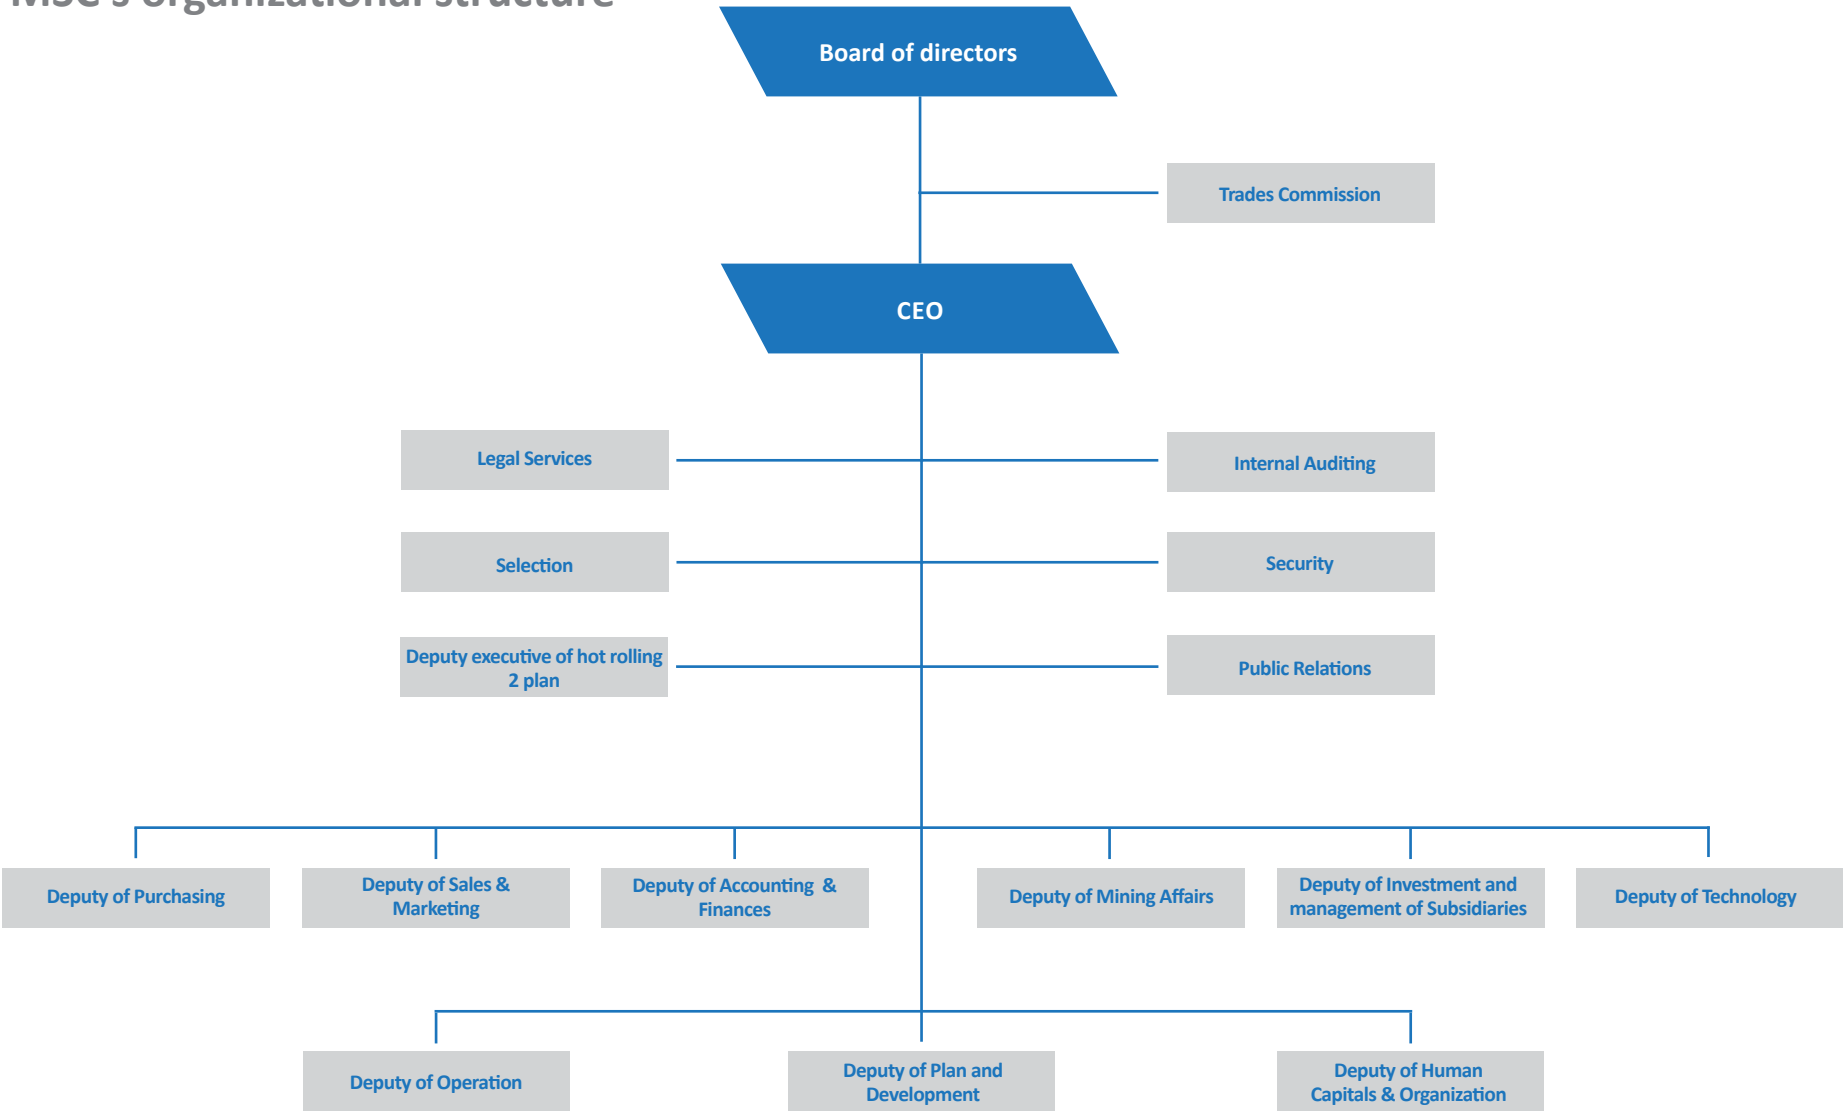 MSC's organizational structure
Board of directors
Trades Commission
CEO
Legal Services
Internal Auditing
Selection
Security
Deputy executive of hot rolling
2 plan
Public Relations
Deputy of Purchasing
Deputy of Sales &
Marketing
Deputy of Accounting &
Finances
Deputy of Mining Affairs
Deputy of Investment and
management of Subsidiaries
Deputy of Technology
Deputy of Operation
Deputy of Plan and
Development
Deputy of Human
Capitals & Organization